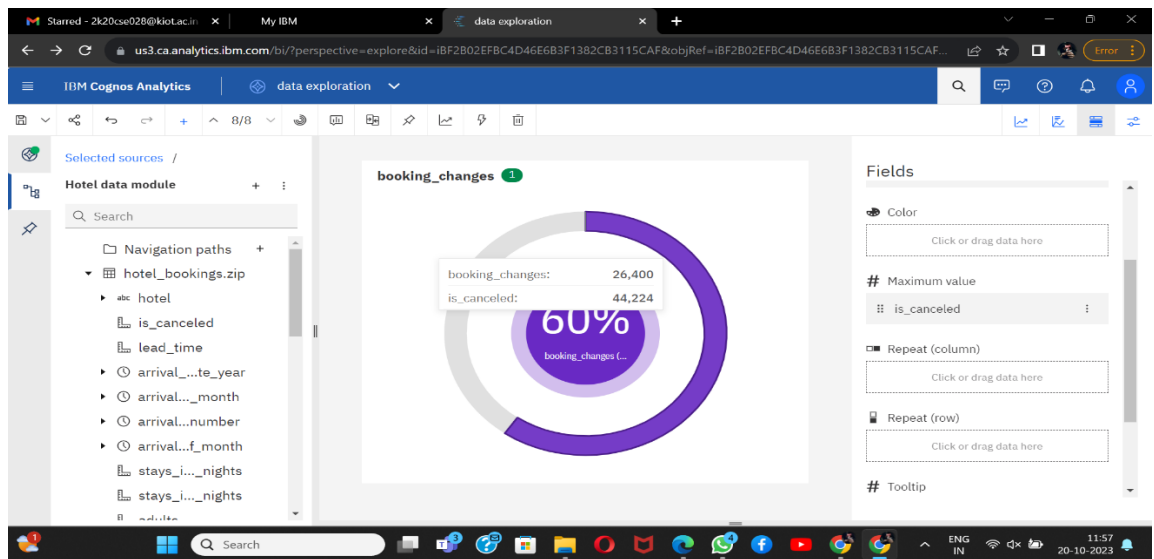 Starred - 2k20cse028@kiot.ac.in
My IBM
data exploration
us3.ca.analytics.ibm.com/bi/?perspective=explore&id=iBF2B02EFBC4D46E6B3F1382CB3115CAF&objRef=iBF2B02EFBC4D46E6B3F1382CB3115CAF...
Error
IBM Cognos Analytics
data exploration
8/8
Selected sources /
Hotel data module
Search
Navigation paths
hotel_bookings.zip
abc hotel
is_canceled
lead_time
arrival_...te_year
arrival..._month
arrival...number
arrival...f_month
stays_i..._nights
stays_i..._nights
adults
booking_changes 1
booking_changes: 26,400
is_canceled: 44,224
60%
booking_changes (...
Fields
Color
Click or drag data here
# Maximum value
is_canceled
Repeat (column)
Click or drag data here
Repeat (row)
Click or drag data here
# Tooltip
Search
ENG
IN
11:57
20-10-2023